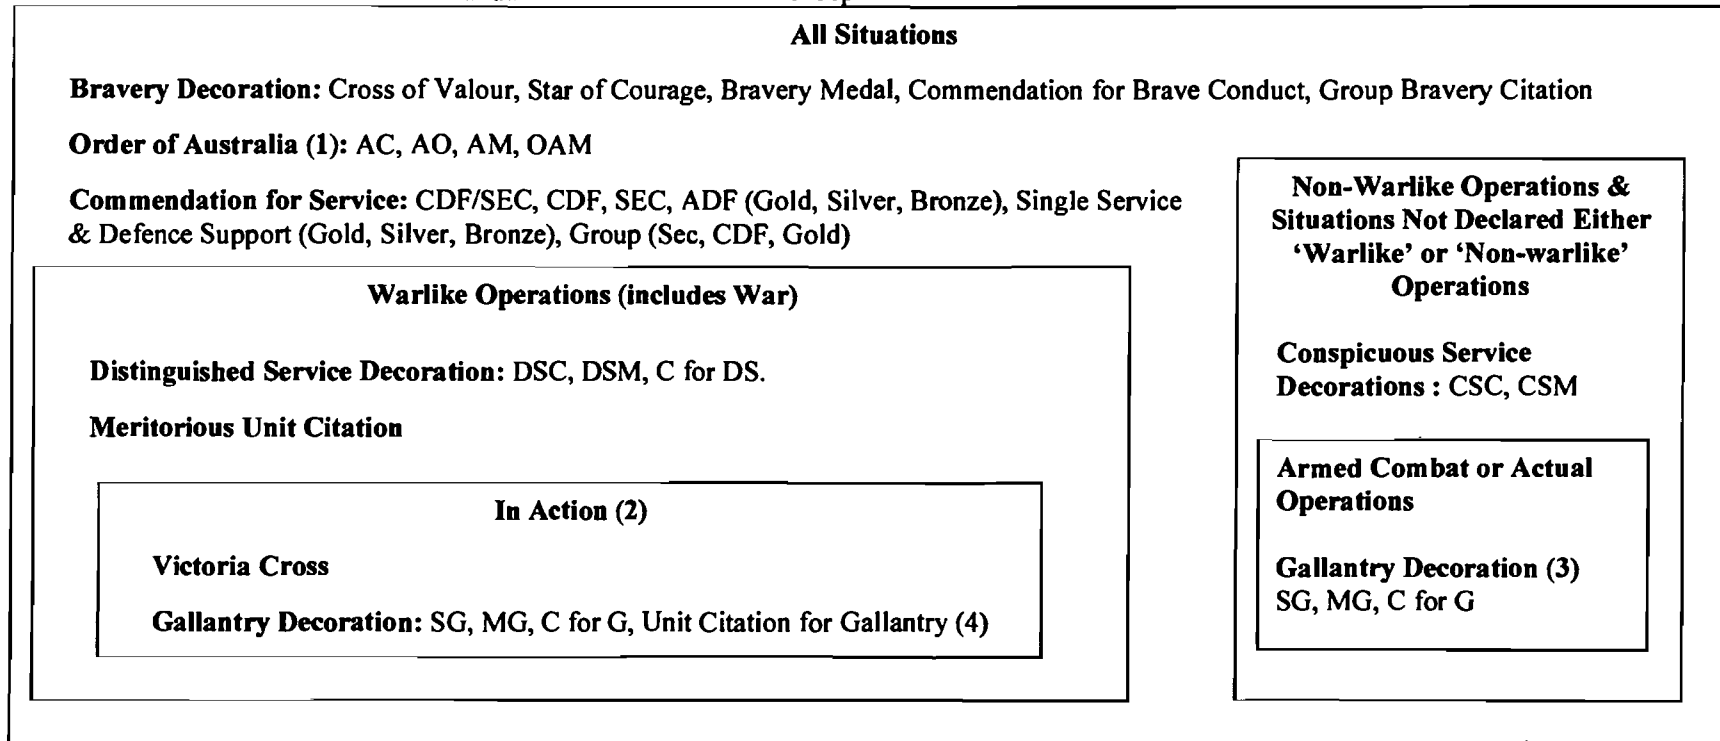 All Situations
Bravery Decoration: Cross of Valour, Star of Courage, Bravery Medal, Commendation for Brave Conduct, Group Bravery Citation
Order of Australia (1): AC, AO, AM, OAM
Commendation for Service: CDF/SEC, CDF, SEC, ADF (Gold, Silver, Bronze), Single Service
& Defence Support (Gold, Silver, Bronze), Group (Sec, CDF, Gold)
Warlike Operations (includes War)
Distinguished Service Decoration: DSC, DSM, C for DS.
Meritorious Unit Citation
In Action (2)
Victoria Cross
Gallantry Decoration: SG, MG, C for G, Unit Citation for Gallantry (4)
Non-Warlike Operations &
Situations Not Declared Either
‘Warlike’ or ‘Non-warlike’
Operations
Conspicuous Service
Decorations : CSC, CSM
Armed Combat or Actual
Operations
Gallantry Decoration (3)
SG, MG, C for G